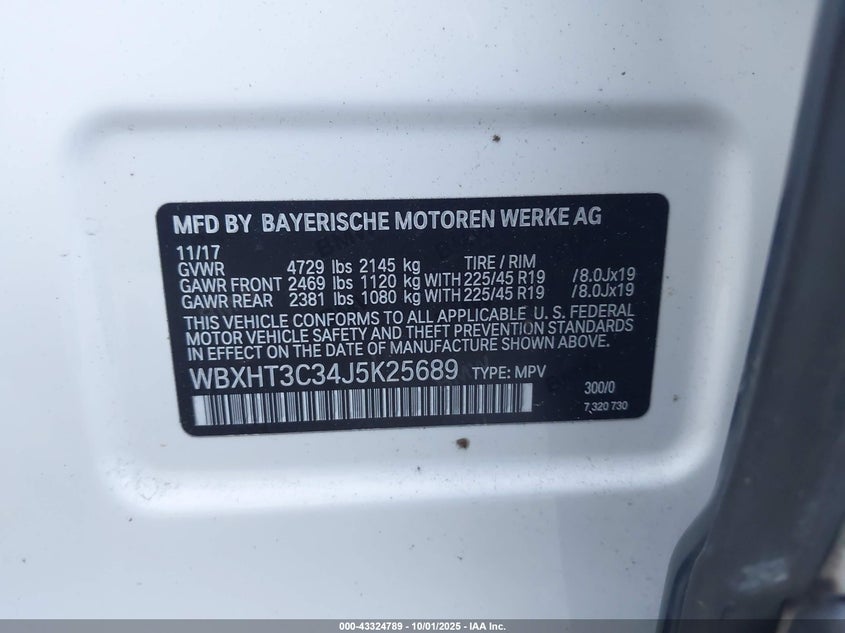 MFD BY BAYERISCHE MOTOREN WERKE AG
11/17
GVWR 4729 lbs 2145 kg TIRE / RIM
GAWR FRONT 2469 lbs 1120 kg WITH 225/45 R19 /8.0Jx19
GAWR REAR 2381 lbs 1080 kg WITH 225/45 R19 /8.0Jx19
THIS VEHICLE CONFORMS TO ALL APPLICABLE U. S. FEDERAL
MOTOR VEHICLE SAFETY AND THEFT PREVENTION STANDARDS
IN EFFECT ON THE DATE OF MANUFACTURE SHOWN ABOVE.
WBXHT3C34J5K25689 TYPE: MPV
300/0
7 320 730
000-43324789 - 10/01/2025 - IAA Inc.